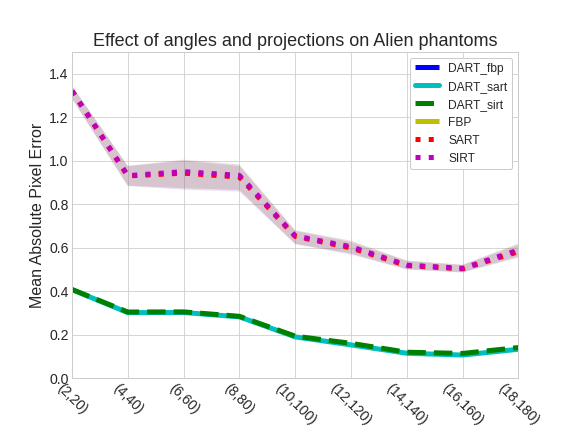 Effect of angles and projections on Alien phantoms
Mean Absolute Pixel Error
1.4
1.2
1.0
0.8
0.6
0.4
0.2
0.0
DART_fbp
DART_sart
DART_sirt
FBP
SART
SIRT
(2,20)
(4,40)
(6,60)
(8,80)
(10,100)
(12,120)
(14,140)
(16,160)
(18,180)